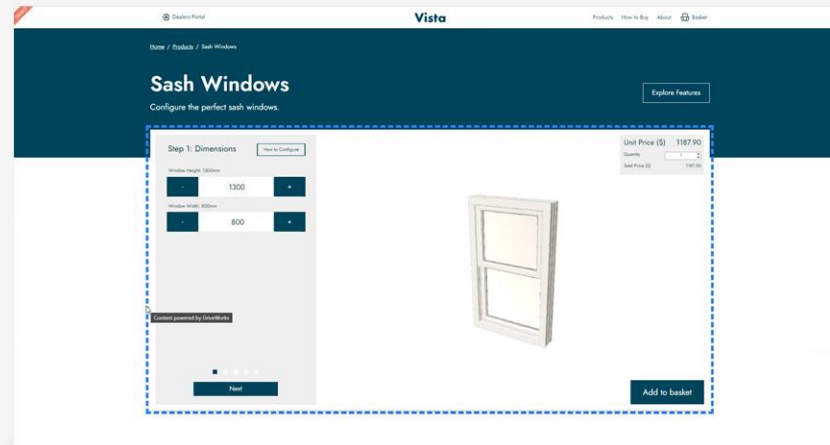 Dealers Portal
Vista
Products How to Buy About Basket
Home / Products / Sash Windows
Sash Windows
Configure the perfect sash windows.
Explore Features
Step 1: Dimensions
How to Configure
Window Height: 1300mm
- 1300 +
Window Width: 800mm
- 800 +
Content powered by DriveWorks
Next
Unit Price ($) 1187.90
Quantity 1
Total Price ($) 1187.90
Add to basket